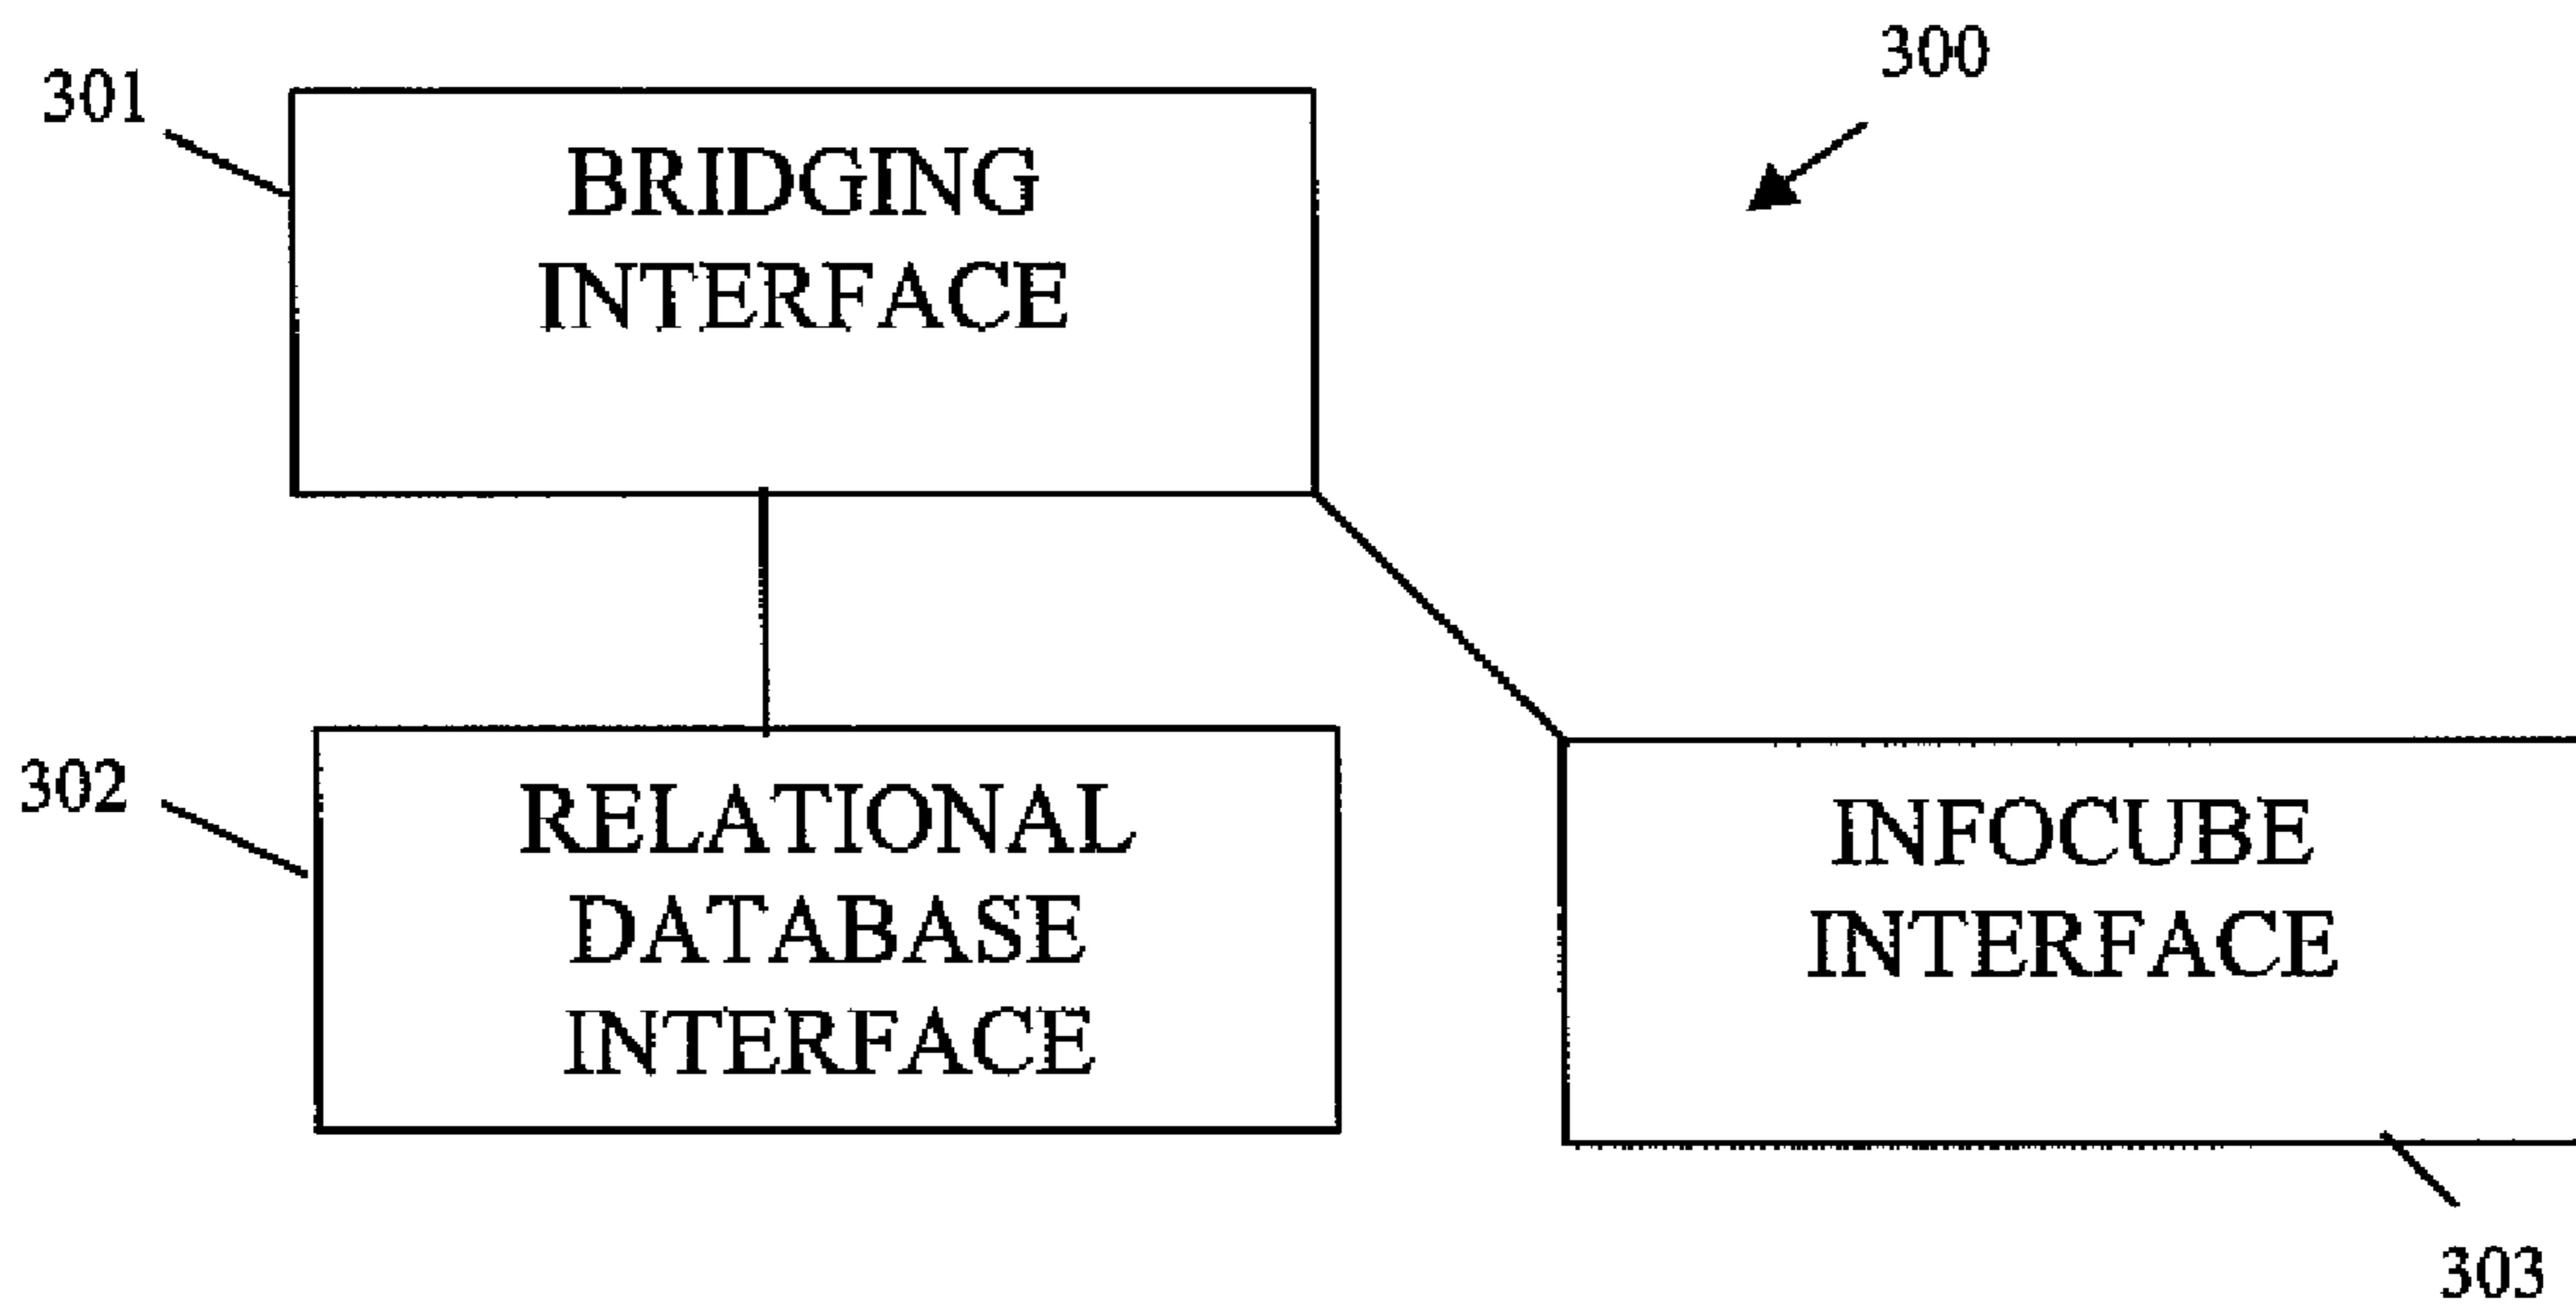 300
301
BRIDGING
INTERFACE
302
RELATIONAL
DATABASE
INTERFACE
INFOCUBE
INTERFACE
303